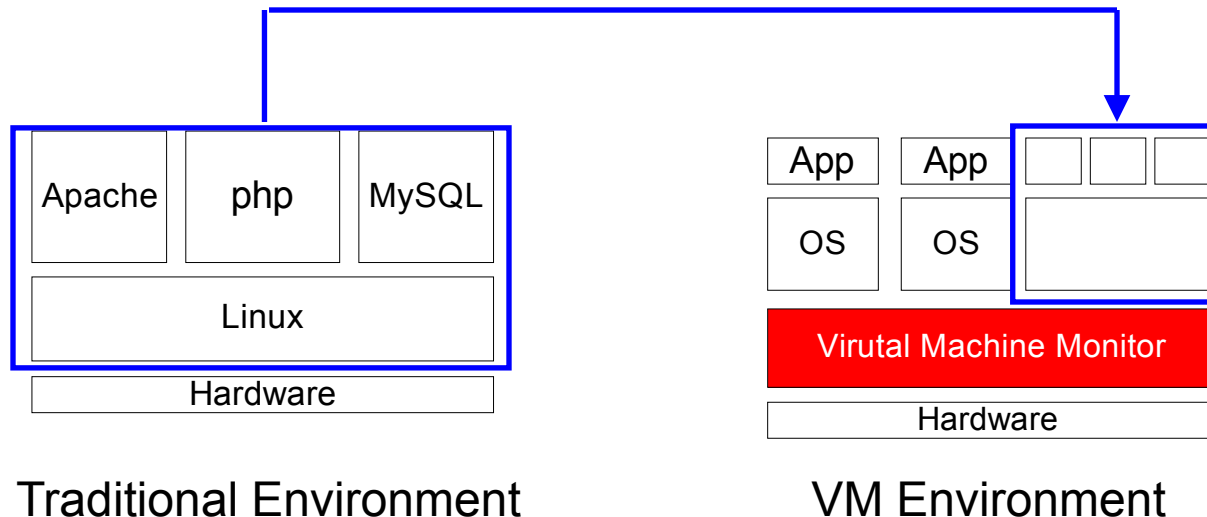 Apache
php
MySQL
Linux
Hardware
Traditional Environment
App
App
OS
OS
Virutal Machine Monitor
Hardware
VM Environment